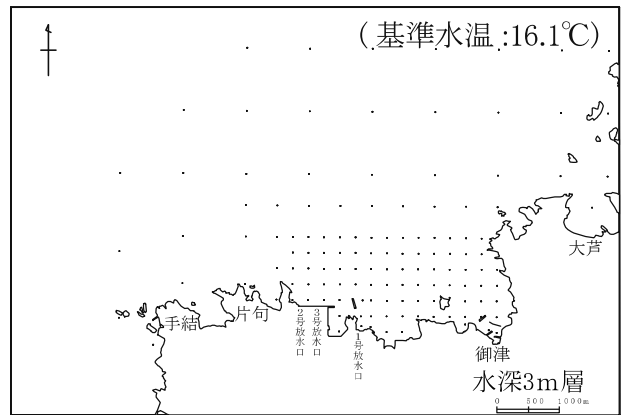 (基準水温:16.1℃)
大芦
手結
片句
2号放水口
3号放水口
1号放水口
御津
水深3m層
0 500 1000m